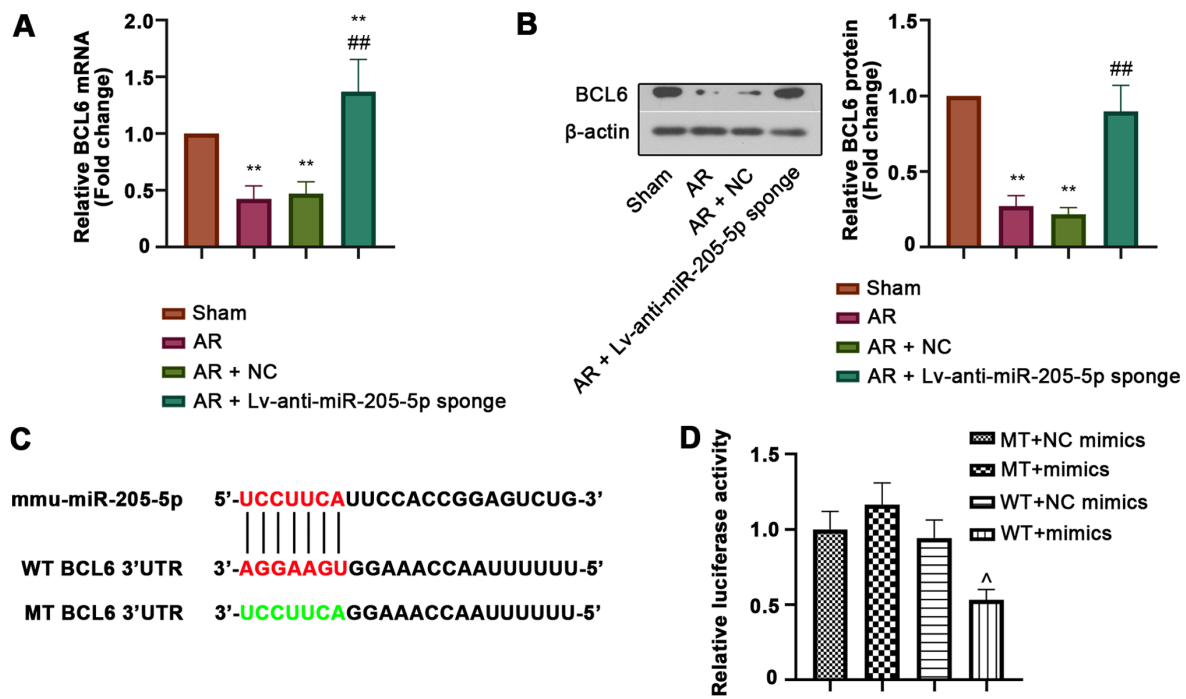 A
Relative BCL6 mRNA
(Fold change)
2.0
1.5
1.0
0.5
0
**
**
**
##
Sham
AR
AR + NC
AR + Lv-anti-miR-205-5p sponge
B
BCL6
β-actin
Sham
AR
AR + NC
AR + Lv-anti-miR-205-5p sponge
Relative BCL6 protein
(Fold change)
1.5
1.0
0.5
0
**
**
##
Sham
AR
AR + NC
AR + Lv-anti-miR-205-5p sponge
C
mmu-miR-205-5p 5’-UCCUUCAUUCCACCGGAGUCUG-3’
WT BCL6 3’UTR 3’-AGGAAGUGGAAACCAAUUUUUU-5’
MT BCL6 3’UTR 3’-UCCUUCAGGAAACCAAUUUUUU-5’
D
Relative luciferase activity
1.5
1.0
0.5
0
^
MT+NC mimics
MT+mimics
WT+NC mimics
WT+mimics